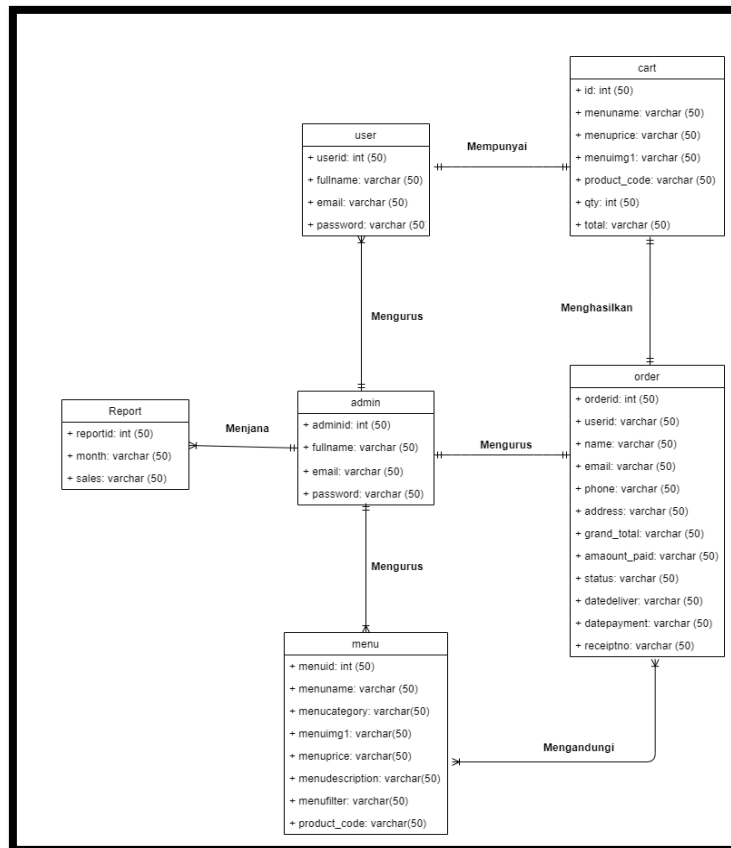 cart
+ id: int (50)
+ menuname: varchar (50)
+ menuprice: varchar (50)
+ menuimg1: varchar (50)
+ product_code: varchar (50)
+ qty: int (50)
+ total: varchar (50)
user
+ userid: int (50)
+ fullname: varchar (50)
+ email: varchar (50)
+ password: varchar (50)
Mempunyai
Menghasilkan
Mengurus
Report
+ reportid: int (50)
+ month: varchar (50)
+ sales: varchar (50)
Menjana
admin
+ adminid: int (50)
+ fullname: varchar (50)
+ email: varchar (50)
+ password: varchar (50)
Mengurus
order
+ orderid: int (50)
+ userid: varchar (50)
+ name: varchar (50)
+ email: varchar (50)
+ phone: varchar (50)
+ address: varchar (50)
+ grand_total: varchar (50)
+ amaount_paid: varchar (50)
+ status: varchar (50)
+ datedeliver: varchar (50)
+ datepayment: varchar (50)
+ receiptno: varchar (50)
Mengurus
menu
+ menuid: int (50)
+ menuname: varchar (50)
+ menucategory: varchar(50)
+ menuimg1: varchar(50)
+ menuprice: varchar(50)
+ menudescription: varchar(50)
+ menufilter: varchar(50)
+ product_code: varchar(50)
Mengandungi